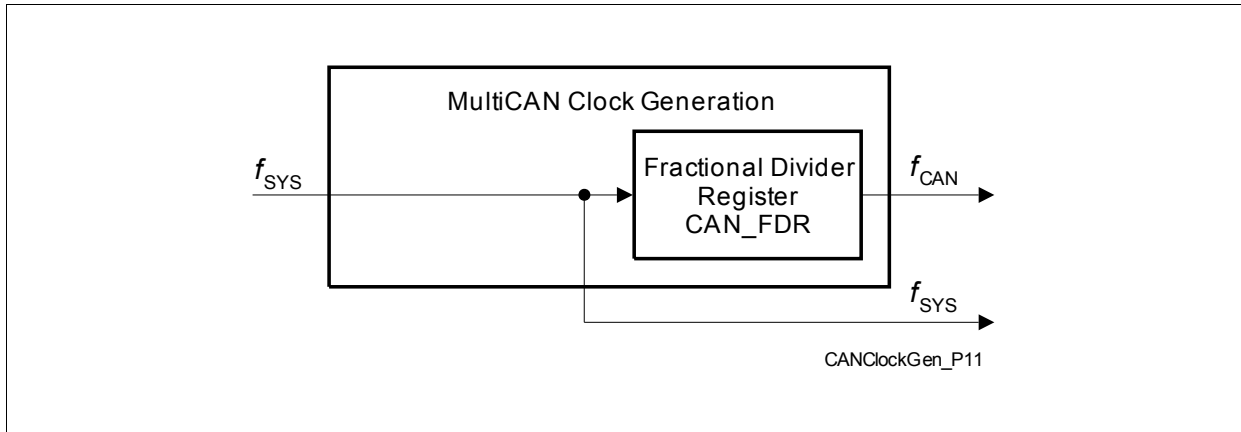 MultiCAN Clock Generation
fSYS
Fractional Divider
Register
CAN_FDR
fCAN
fSYS
CANClockGen_P11